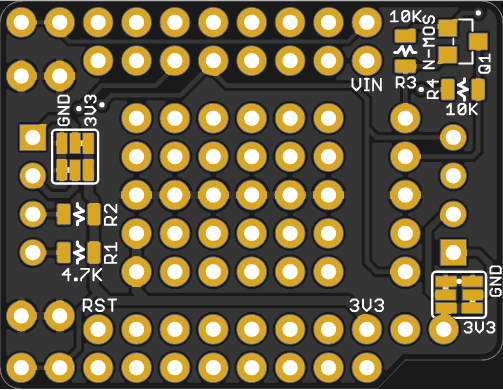 10K
N-MOS
Q1
VIN
R3
R4
10K
GND
3V3
R2
R1
4.7K
GND
RST
3V3
3V3